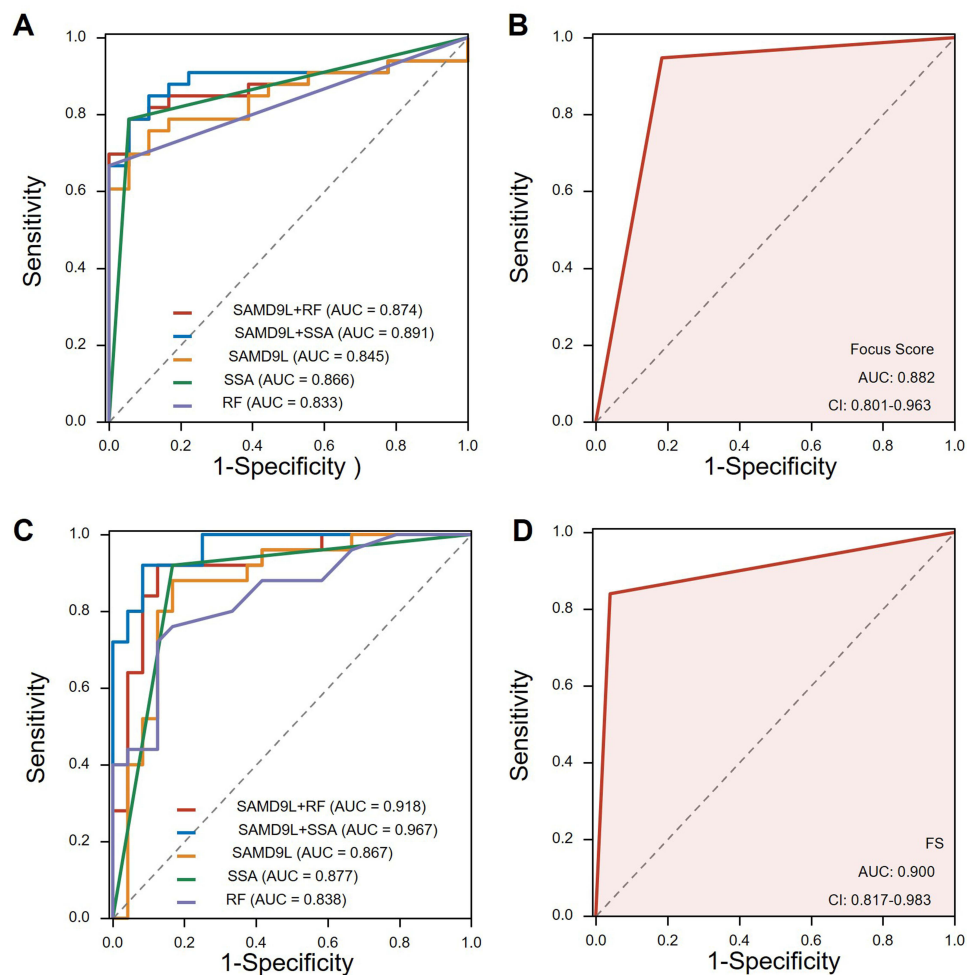 A
1.0
0.8
0.6
0.4
0.2
0.0
Sensitivity
SAMD9L+RF (AUC = 0.874)
SAMD9L+SSA (AUC = 0.891)
SAMD9L (AUC = 0.845)
SSA (AUC = 0.866)
RF (AUC = 0.833)
0.0 0.2 0.4 0.6 0.8 1.0
1-Specificity )
B
1.0
0.8
0.6
0.4
0.2
0.0
Sensitivity
Focus Score
AUC: 0.882
CI: 0.801-0.963
0.0 0.2 0.4 0.6 0.8 1.0
1-Specificity
C
1.0
0.8
0.6
0.4
0.2
0.0
Sensitivity
SAMD9L+RF (AUC = 0.918)
SAMD9L+SSA (AUC = 0.967)
SAMD9L (AUC = 0.867)
SSA (AUC = 0.877)
RF (AUC = 0.838)
0.0 0.2 0.4 0.6 0.8 1.0
1-Specificity
D
1.0
0.8
0.6
0.4
0.2
0.0
Sensitivity
FS
AUC: 0.900
CI: 0.817-0.983
0.0 0.2 0.4 0.6 0.8 1.0
1-Specificity